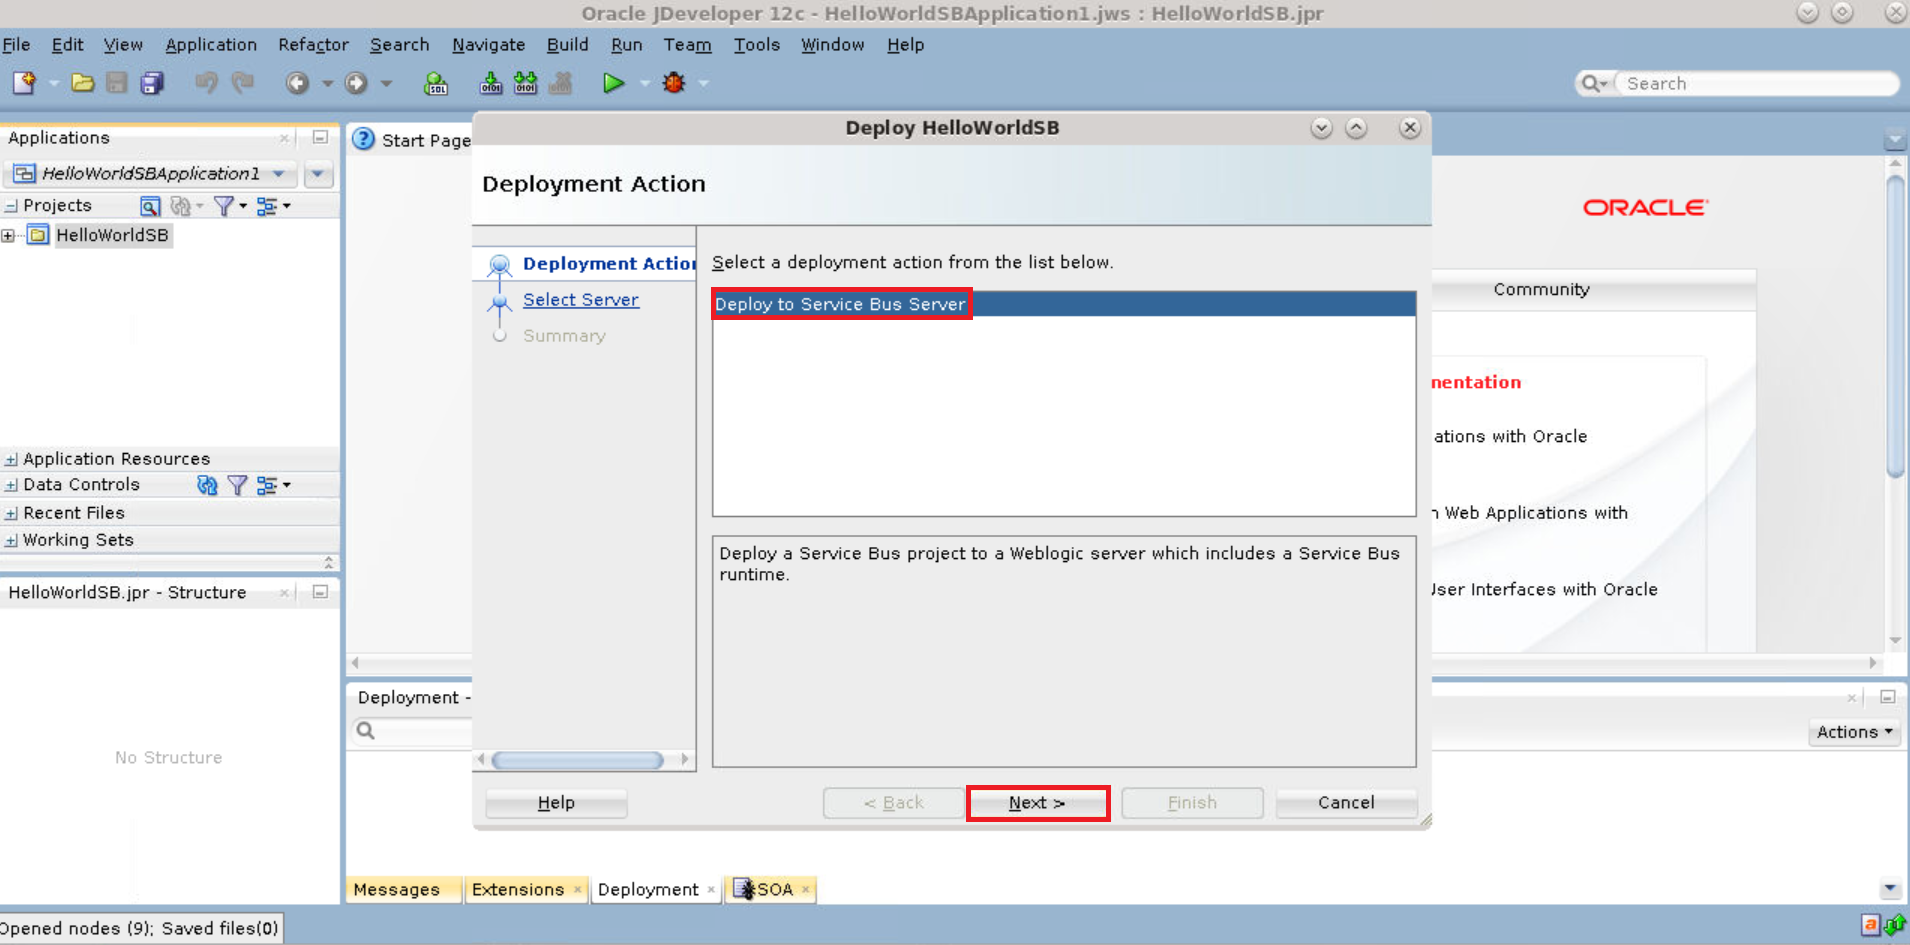 Oracle JDeveloper 12c - HelloWorldSBApplication1.jws : HelloWorldSB.jpr
File Edit View Application Refactor Search Navigate Build Run Team Tools Window Help
Search
Applications
HelloWorldSBApplication1
Projects
HelloWorldSB
Application Resources
Data Controls
Recent Files
Working Sets
HelloWorldSB.jpr - Structure
No Structure
Start Page
Deploy HelloWorldSB
Deployment Action
Deployment Action
Select Server
Summary
Select a deployment action from the list below.
Deploy to Service Bus Server
Deploy a Service Bus project to a Weblogic server which includes a Service Bus
runtime.
Help < Back Next > Finish Cancel
ORACLE
Community
nentation
ations with Oracle
n Web Applications with
User Interfaces with Oracle
Deployment -
Actions
Messages Extensions Deployment SOA
Opened nodes (9); Saved files(0)